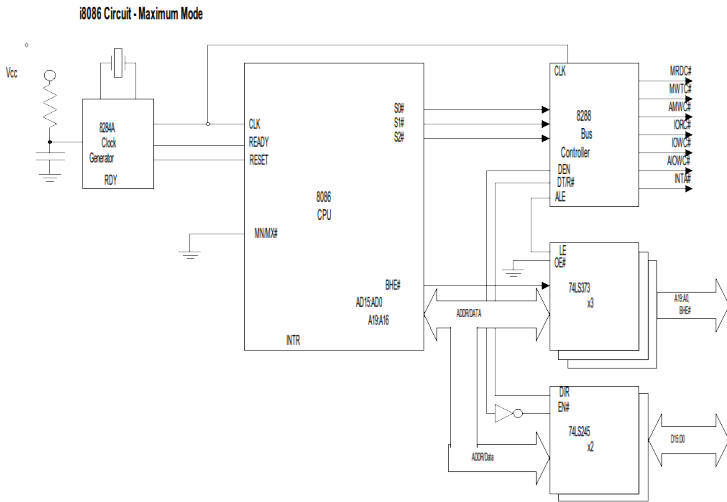 i8086 Circuit - Maximum Mode
Vcc
8284A
Clock
Generator
RDY
CLK
READY
RESET
8086
CPU
MN/MX#
INTR
S0#
S1#
S2#
BHE#
AD15:AD0
A19:A16
CLK
8288
Bus
Controller
DEN
DT/R#
ALE
MRDC#
MWTC#
AMWC#
IORC#
IOWC#
AIOWC#
INTA#
LE
OE#
74LS373
x3
ADDR/DATA
A19:A0,
BHE#
DIR
EN#
74LS245
x2
ADDR/Data
D15:D0